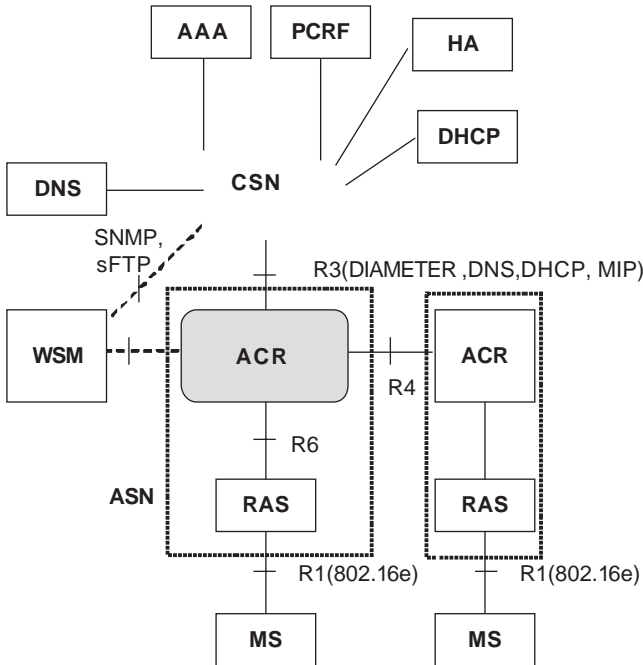 AAA
PCRF
HA
DHCP
DNS
CSN
SNMP,
sFTP
R3(DIAMETER ,DNS,DHCP, MIP)
WSM
ACR
ACR
R4
R6
ASN
RAS
RAS
R1(802.16e)
R1(802.16e)
MS
MS